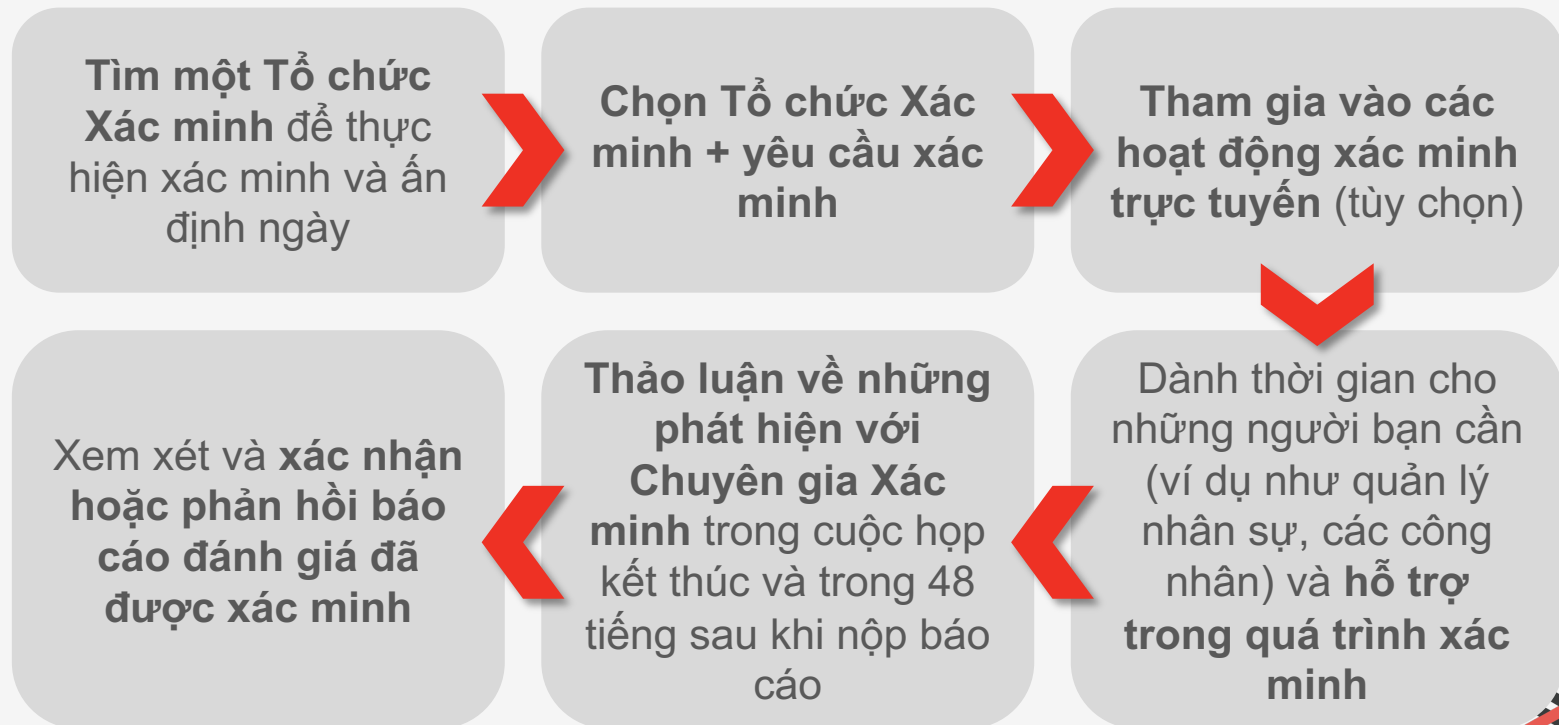 Tìm một Tổ chức
Xác minh để thực
hiện xác minh và ấn
định ngày
Chọn Tổ chức Xác
minh + yêu cầu xác
minh
Tham gia vào các
hoạt động xác minh
trực tuyến (tùy chọn)
Dành thời gian cho
những người bạn cần
(ví dụ như quản lý
nhân sự, các công
nhân) và hỗ trợ
trong quá trình xác
minh
Thảo luận về những
phát hiện với
Chuyên gia Xác
minh trong cuộc họp
kết thúc và trong 48
tiếng sau khi nộp báo
cáo
Xem xét và xác nhận
hoặc phản hồi báo
cáo đánh giá đã
được xác minh